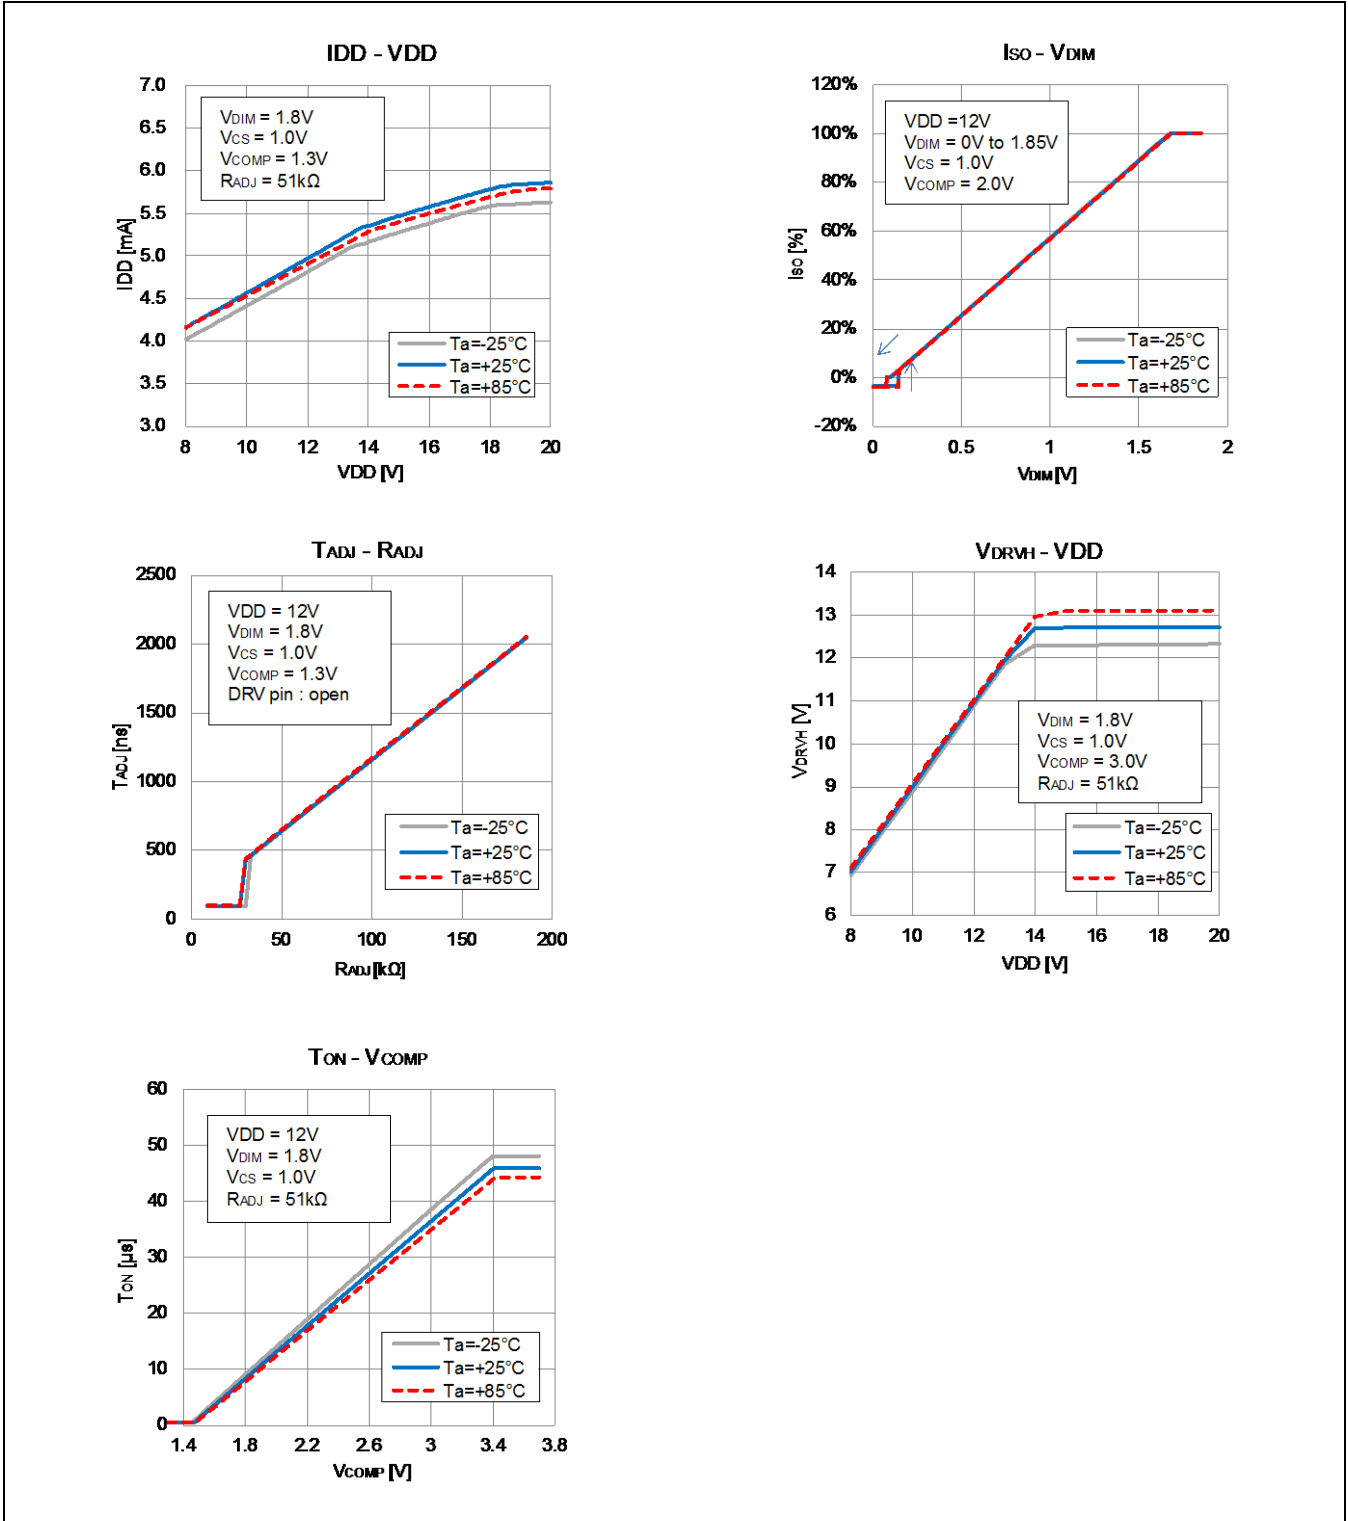 IDD - VDD
7.0
6.5
6.0
5.5
5.0
4.5
4.0
3.5
3.0
IDD [mA]
VDIM = 1.8V
VCS = 1.0V
VCOMP = 1.3V
RADJ = 51kΩ
Ta=-25°C
Ta=+25°C
Ta=+85°C
8 10 12 14 16 18 20
VDD [V]
ISO - VDIM
120%
100%
80%
60%
40%
20%
0%
-20%
ISO [%]
VDD =12V
VDIM = 0V to 1.85V
VCS = 1.0V
VCOMP = 2.0V
Ta=-25°C
Ta=+25°C
Ta=+85°C
0 0.5 1 1.5 2
VDIM [V]
TADJ - RADJ
2500
2000
1500
1000
500
0
TADJ [ns]
VDD = 12V
VDIM = 1.8V
VCS = 1.0V
VCOMP = 1.3V
DRV pin : open
Ta=-25°C
Ta=+25°C
Ta=+85°C
0 50 100 150 200
RADJ [kΩ]
VDRVH - VDD
14
13
12
11
10
9
8
7
6
VDRVH [V]
VDIM = 1.8V
VCS = 1.0V
VCOMP = 3.0V
RADJ = 51kΩ
Ta=-25°C
Ta=+25°C
Ta=+85°C
8 10 12 14 16 18 20
VDD [V]
TON - VCOMP
60
50
40
30
20
10
0
TON [µs]
VDD = 12V
VDIM = 1.8V
VCS = 1.0V
RADJ = 51kΩ
Ta=-25°C
Ta=+25°C
Ta=+85°C
1.4 1.8 2.2 2.6 3 3.4 3.8
VCOMP [V]